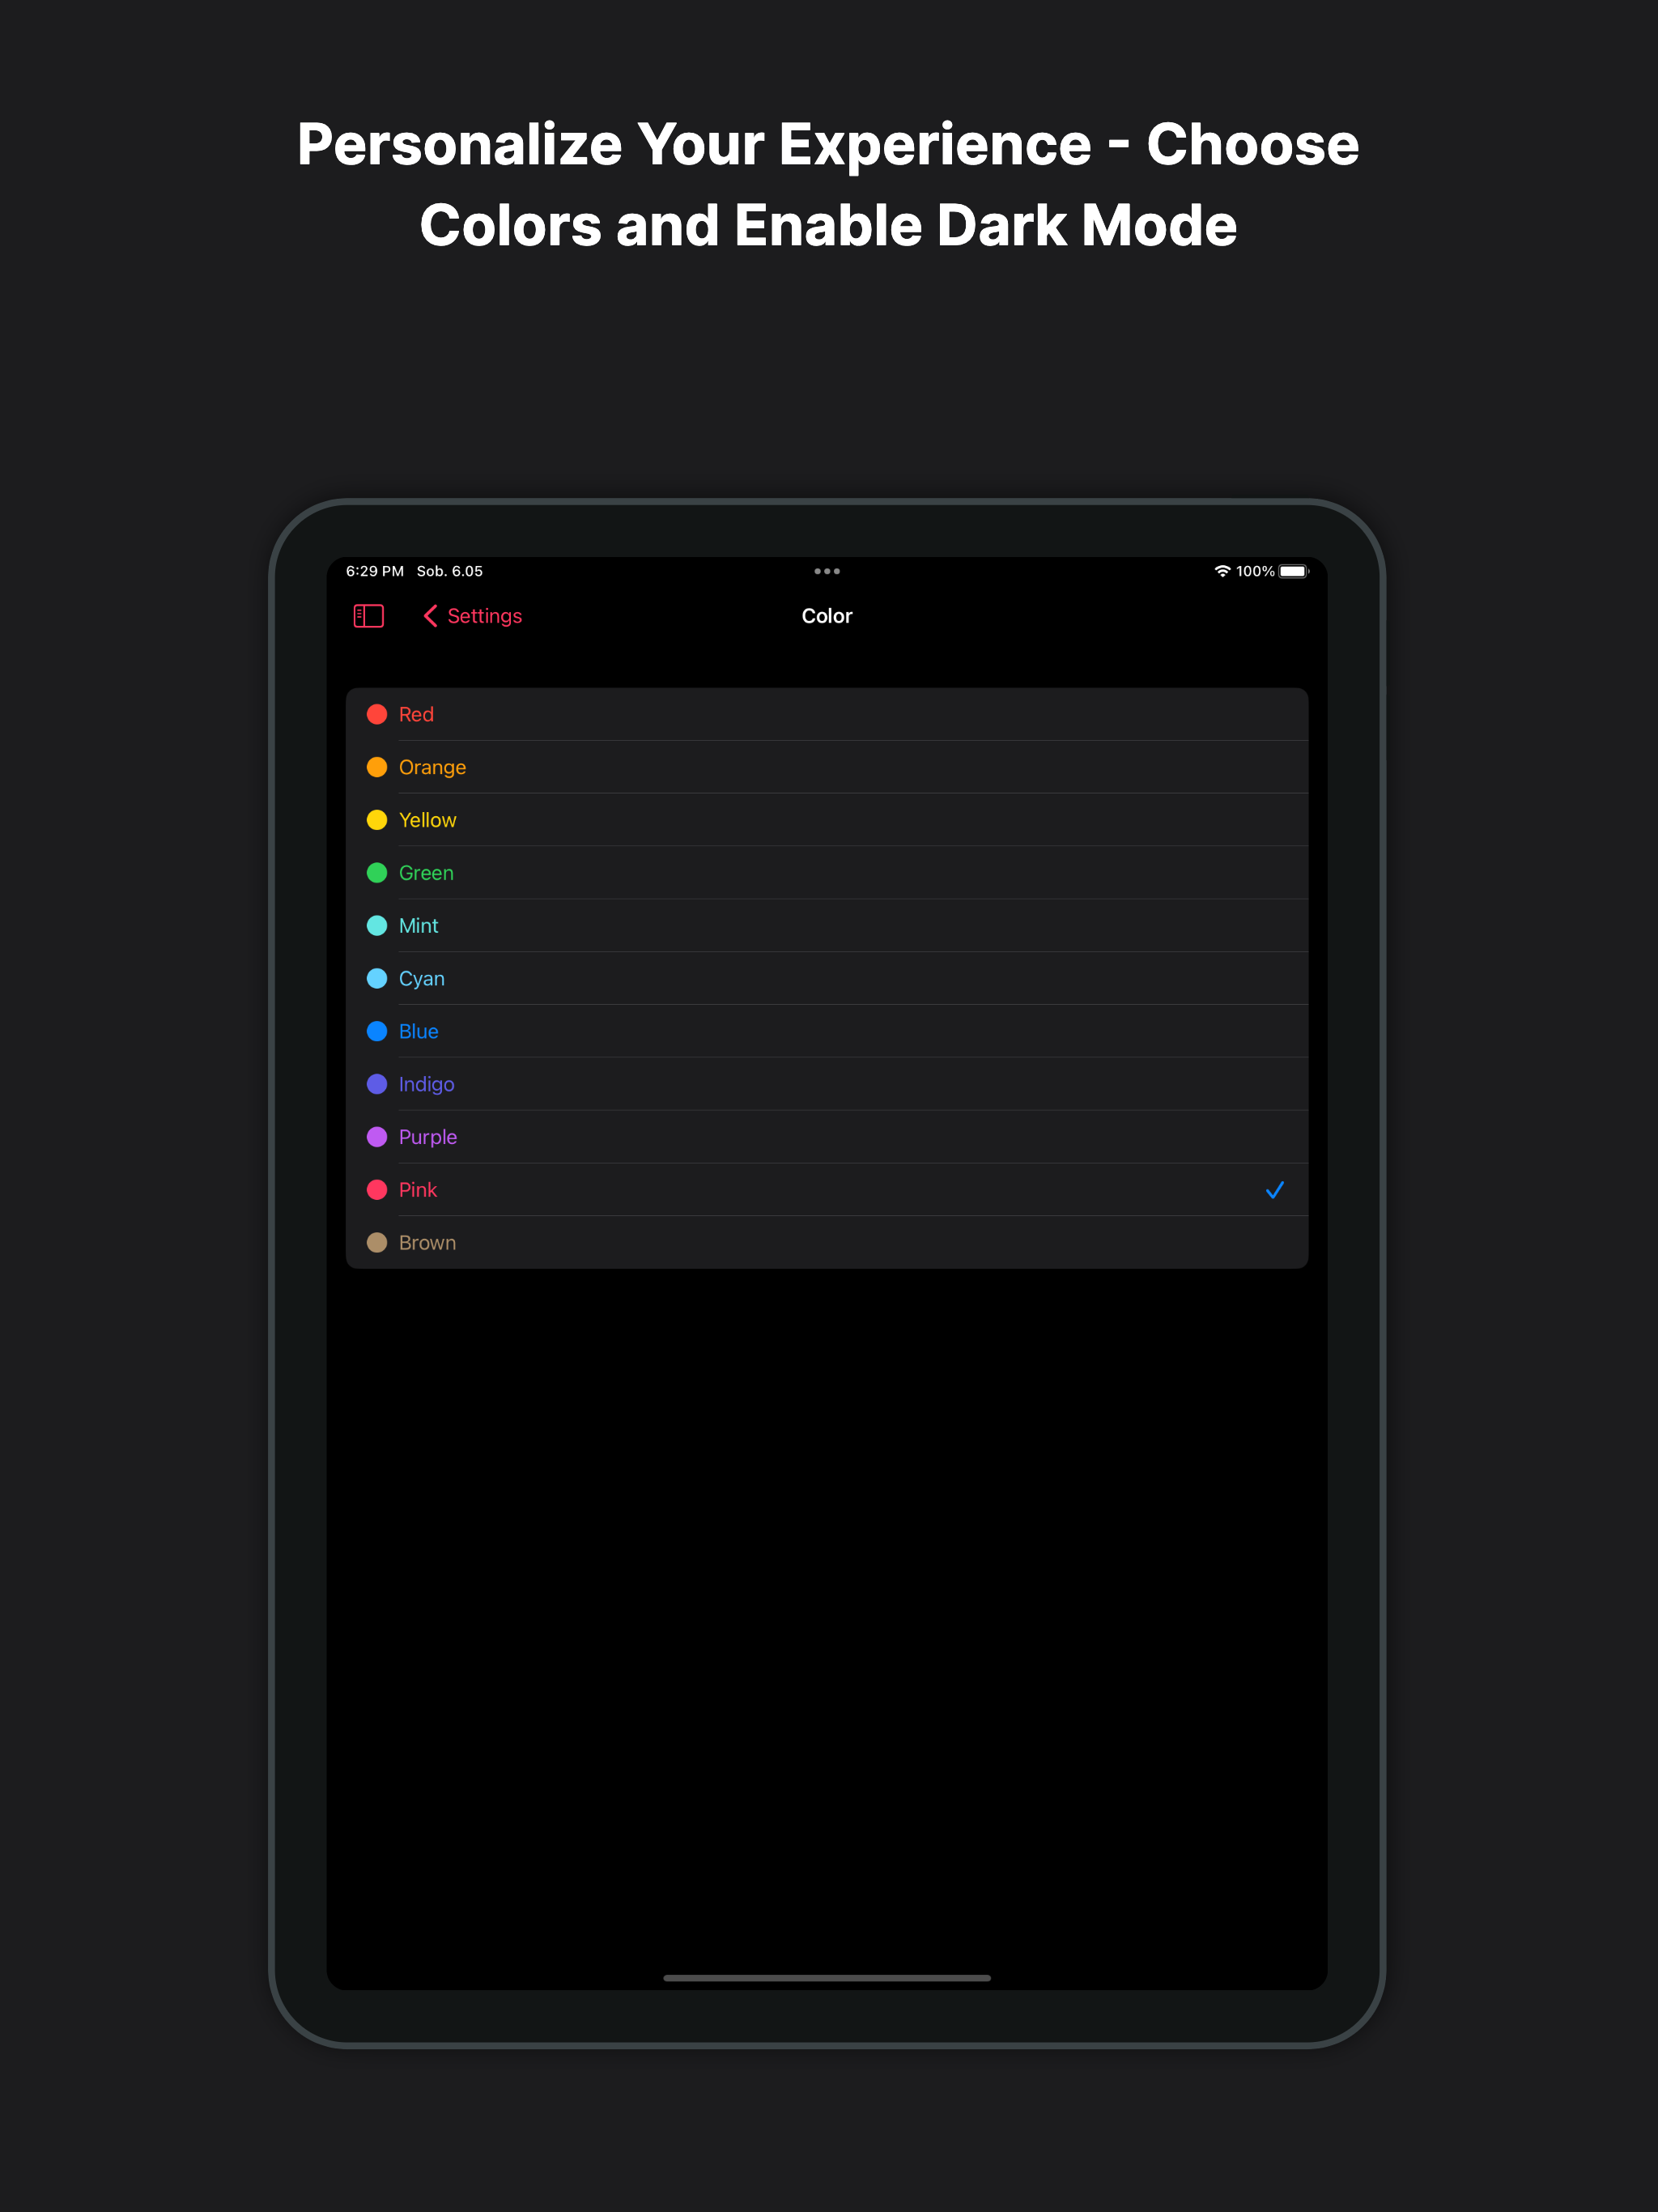 Personalize Your Experience - Choose
Colors and Enable Dark Mode
6:29 PM Sob. 6.05 100%
Settings Color
Red
Orange
Yellow
Green
Mint
Cyan
Blue
Indigo
Purple
Pink
Brown